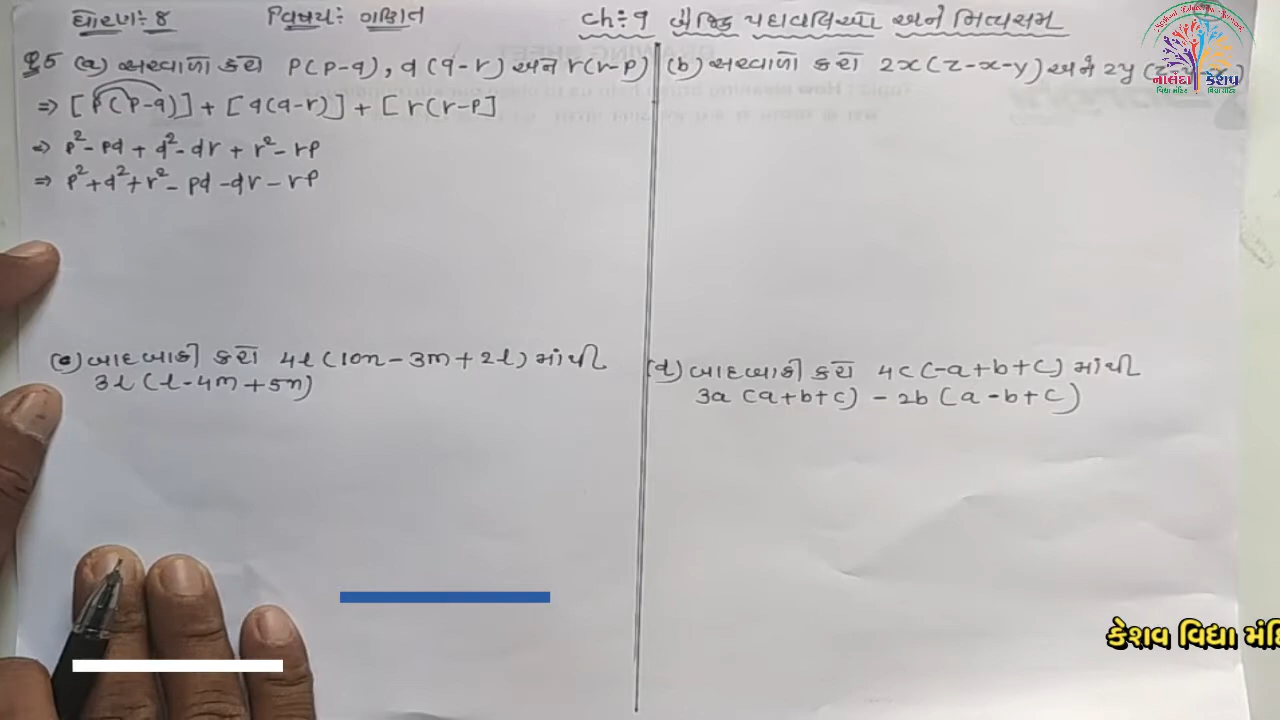 ધોરણ: 8 વિષય: ગણિત ch: 9 બૈજિક પદાવલિઓ અને નિત્યસમ
Q5 (a) સરવાળા કરો P(P-q), q(q-r) અને r(r-P)
⇒ [P(P-q)] + [q(q-r)] + [r(r-P]
⇒ P²- Pq + q²- qr + r²- rp
⇒ P²+q²+r²- pq -qr - rP
(b) સરવાળા કરો 2x(z-x-y) અને 2y
(c) બાદબાકી કરો 4l(10n-3m+2l) માંથી
3l(l-4m+5n)
(d) બાદબાકી કરો 4c(-a+b+c) માંથી
3a(a+b+c) - 2b(a-b+c)
નાલંદા કેશવ
વિદ્યા મંદિર
કેશવ વિદ્યા મંદિ